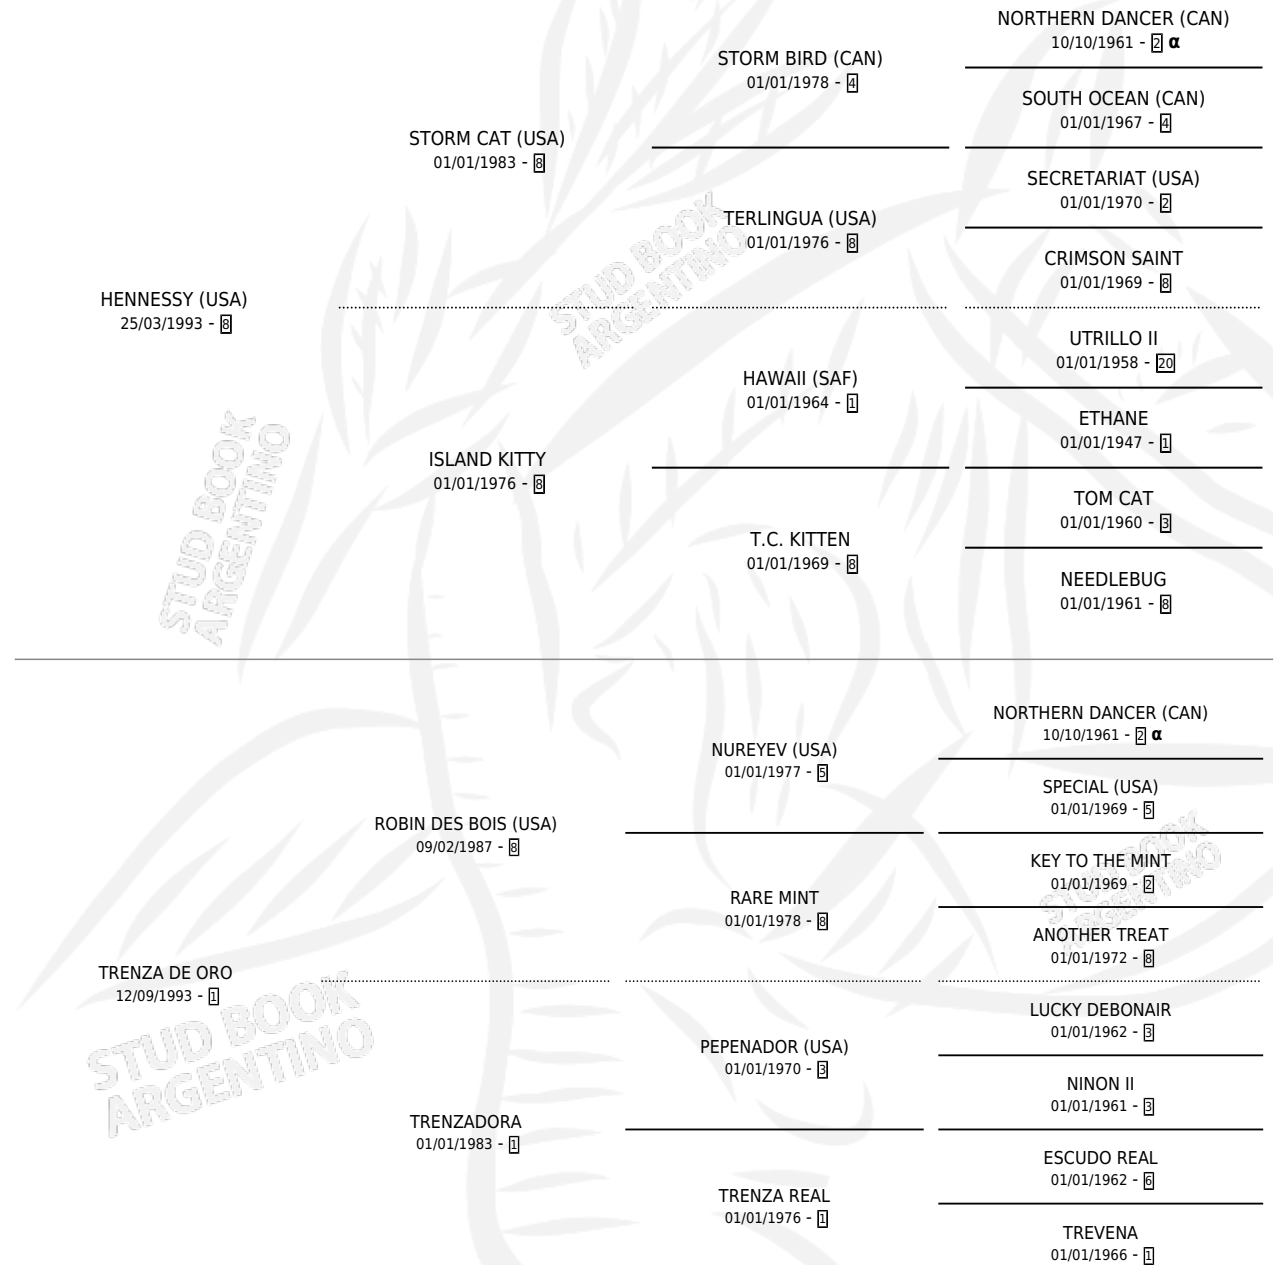 NORTHERN DANCER (CAN)
10/10/1961 - 2 α
STORM BIRD (CAN)
01/01/1978 - 4
SOUTH OCEAN (CAN)
01/01/1967 - 4
STORM CAT (USA)
01/01/1983 - 8
SECRETARIAT (USA)
01/01/1970 - 2
TERLINGUA (USA)
01/01/1976 - 8
CRIMSON SAINT
01/01/1969 - 8
HENNESSY (USA)
25/03/1993 - 8
UTRILLO II
01/01/1958 - 20
HAWAII (SAF)
01/01/1964 - 1
ETHANE
01/01/1947 - 1
ISLAND KITTY
01/01/1976 - 8
TOM CAT
01/01/1960 - 3
T.C. KITTEN
01/01/1969 - 8
NEEDLEBUG
01/01/1961 - 8
NORTHERN DANCER (CAN)
10/10/1961 - 2 α
NUREYEV (USA)
01/01/1977 - 5
SPECIAL (USA)
01/01/1969 - 5
ROBIN DES BOIS (USA)
09/02/1987 - 8
KEY TO THE MINT
01/01/1969 - 2
RARE MINT
01/01/1978 - 8
ANOTHER TREAT
01/01/1972 - 8
TRENZA DE ORO
12/09/1993 - 1
LUCKY DEBONAIR
01/01/1962 - 3
PEPENADOR (USA)
01/01/1970 - 3
NINON II
01/01/1961 - 3
TRENZADORA
01/01/1983 - 1
ESCUDO REAL
01/01/1962 - 6
TRENZA REAL
01/01/1976 - 1
TREVENA
01/01/1966 - 1
STUD BOOK
ARGENTINO
STUD BOOK
ARGENTINO
STUD BOOK
ARGENTINO
STUD BOOK
ARGENTINO